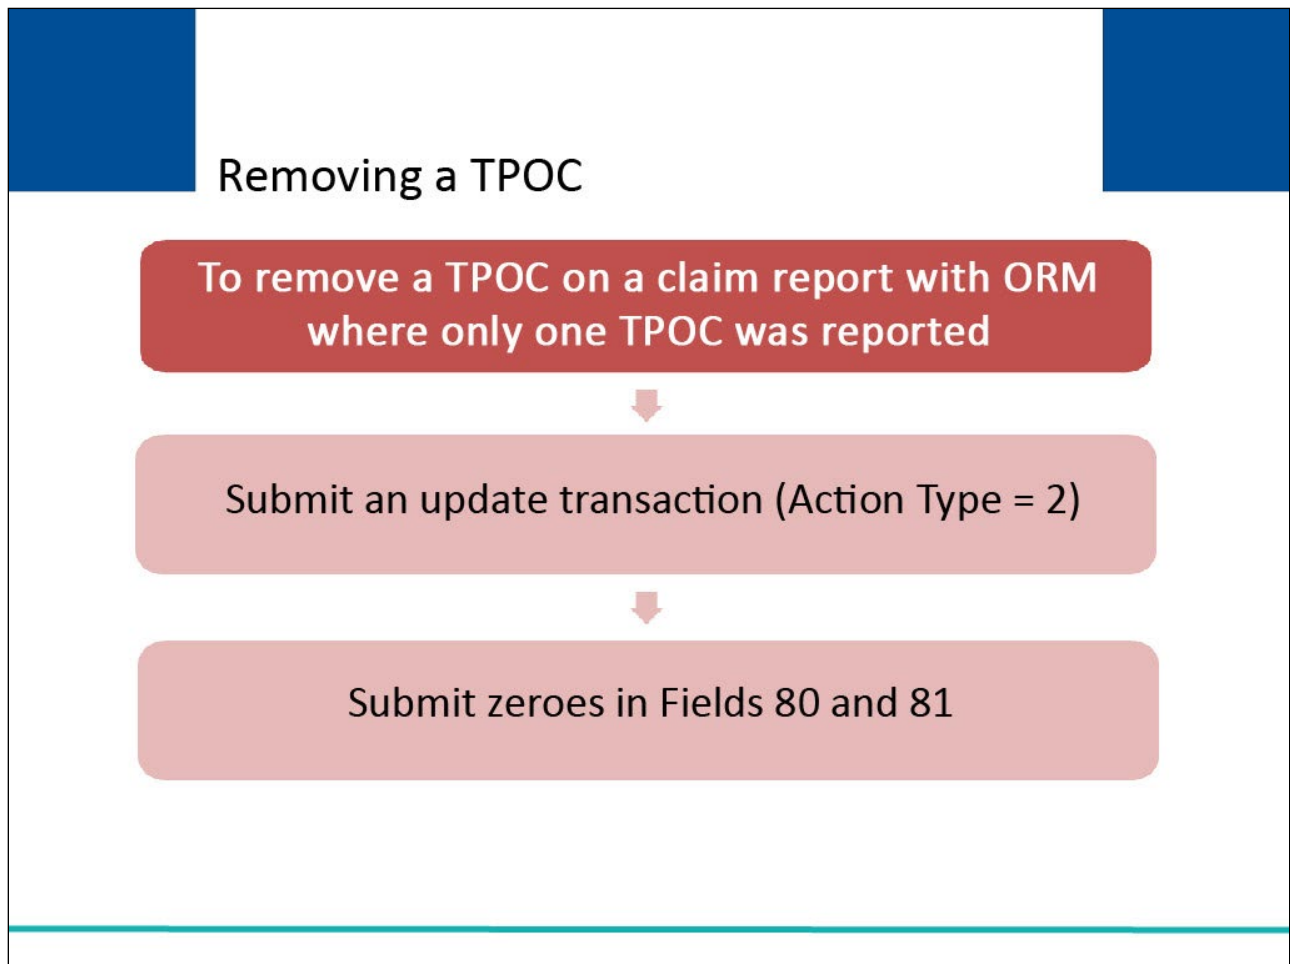 Removing a TPOC
To remove a TPOC on a claim report with ORM
where only one TPOC was reported
Submit an update transaction (Action Type = 2)
Submit zeroes in Fields 80 and 81